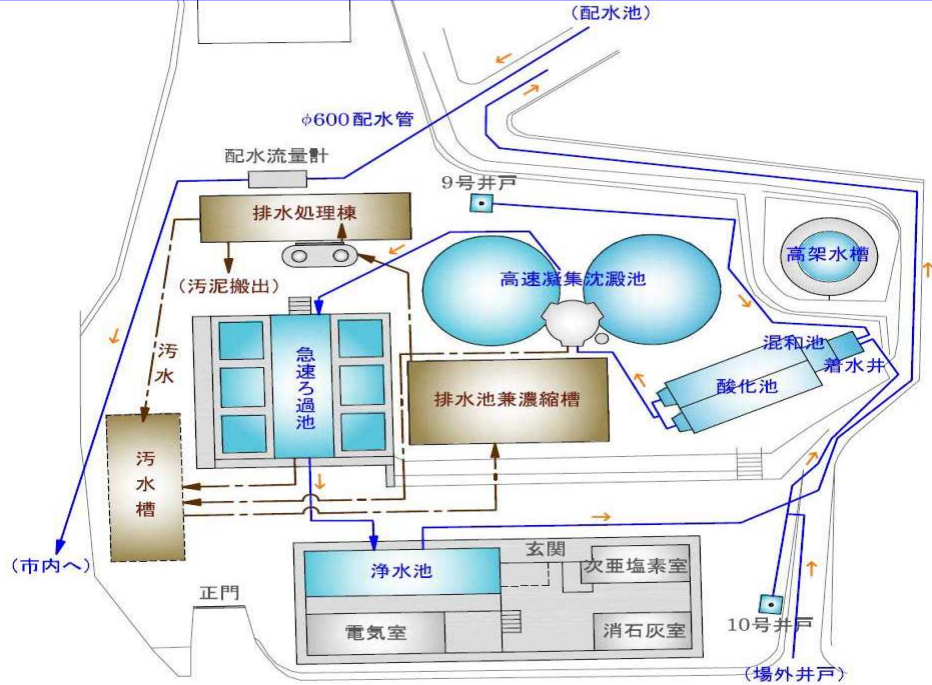 (配水池)
φ600配水管
配水流量計
9号井戸
排水処理棟
高架水槽
高速凝集沈澱池
(汚泥搬出)
混和池
着水井
酸化池
汚水
急速ろ過池
排水池兼濃縮槽
汚水槽
玄関
次亜塩素室
浄水池
(市内へ)
正門
電気室
消石灰室
10号井戸
(場外井戸)